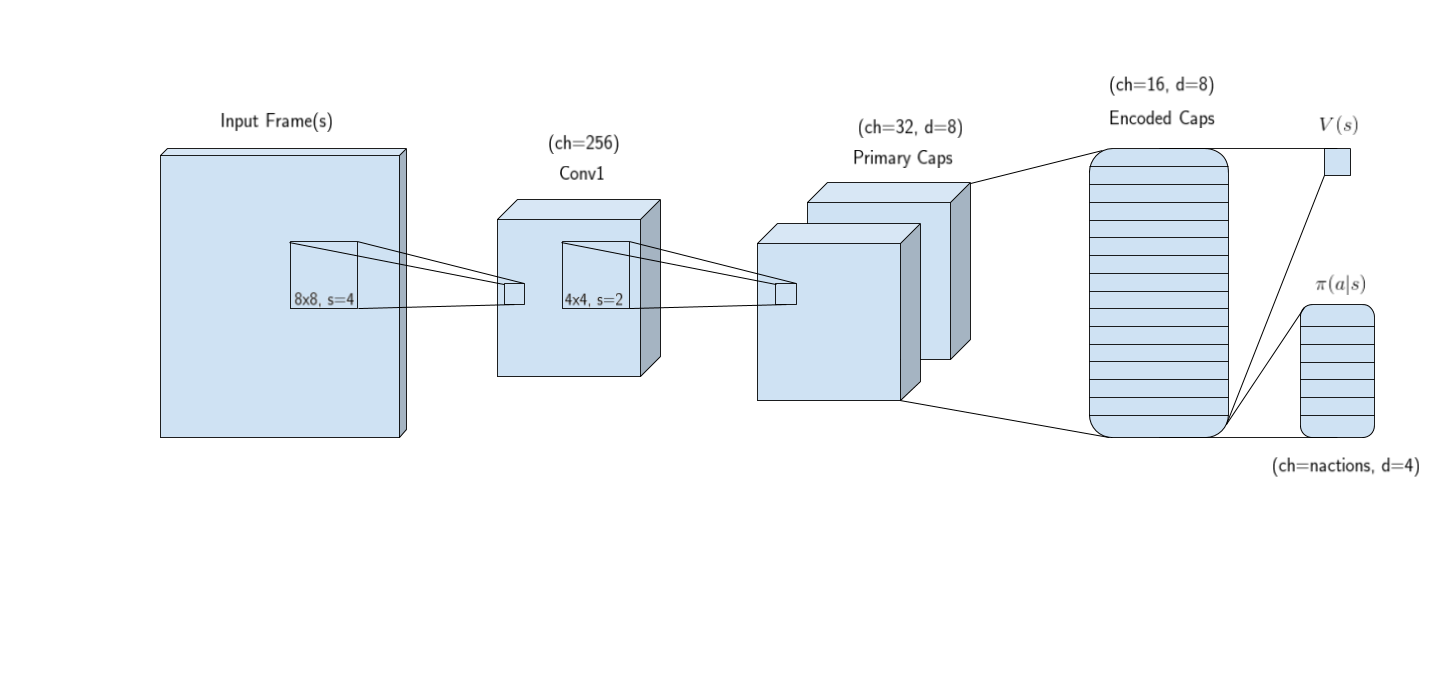 Input Frame(s)
8x8, s=4
(ch=256)
Conv1
4x4, s=2
(ch=32, d=8)
Primary Caps
(ch=16, d=8)
Encoded Caps
V(s)
π(a|s)
(ch=nactions, d=4)